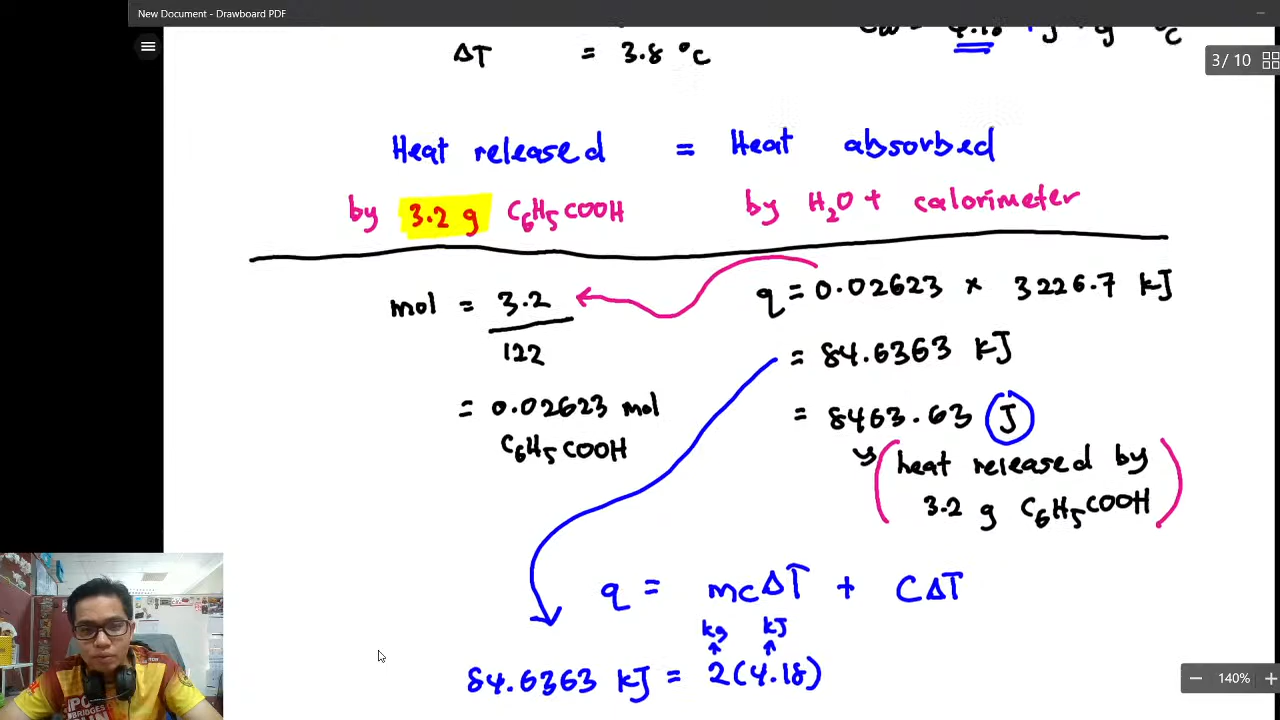 New Document - Drawboard PDF
3 / 10
ΔT = 3.8 °C
4.18
Heat released = Heat absorbed
by 3.2 g C₆H₅COOH by H₂O + calorimeter
mol = 3.2
122
= 0.02623 mol
C₆H₅COOH
q = 0.02623 × 3226.7 kJ
= 84.6363 kJ
= 8463.63 J
(heat released by
3.2 g C₆H₅COOH)
q = mcΔT + CΔT
kg kJ
84.6363 kJ = 2(4.18)
140%